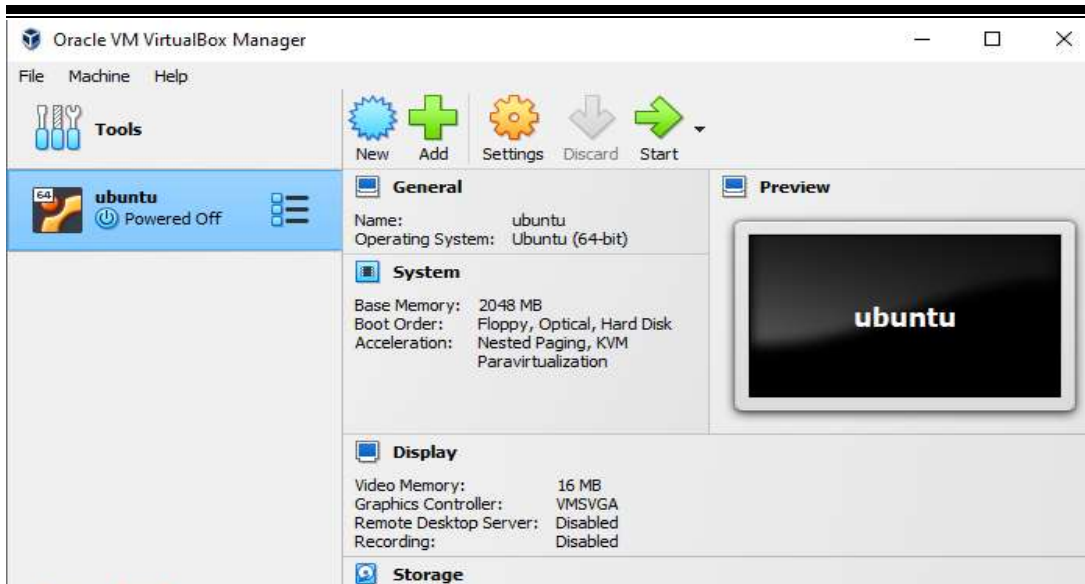 Oracle VM VirtualBox Manager
File Machine Help
Tools
New Add Settings Discard Start
64
ubuntu
Powered Off
General
Name: ubuntu
Operating System: Ubuntu (64-bit)
System
Base Memory: 2048 MB
Boot Order: Floppy, Optical, Hard Disk
Acceleration: Nested Paging, KVM
Paravirtualization
Preview
ubuntu
Display
Video Memory: 16 MB
Graphics Controller: VMSVGA
Remote Desktop Server: Disabled
Recording: Disabled
Storage